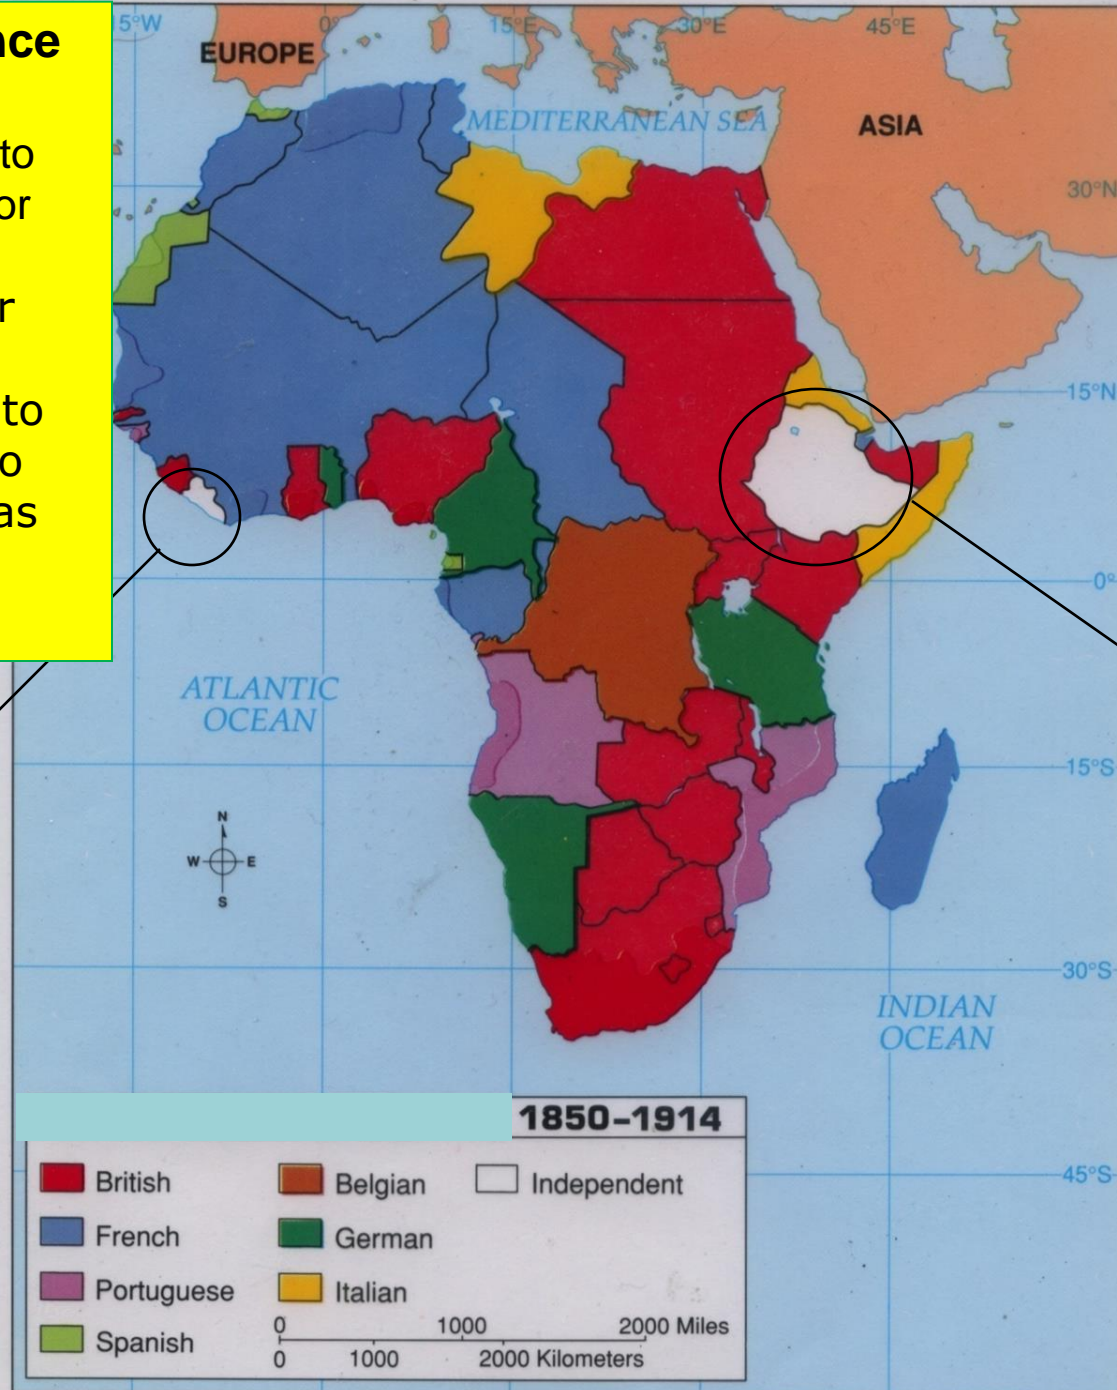 nce
to
or
r
to
o
as
15°W
0°
15°E
30°E
45°E
EUROPE
MEDITERRANEAN SEA
ASIA
30°N
15°N
0°
ATLANTIC
OCEAN
15°S
N
W
E
S
30°S
INDIAN
OCEAN
45°S
1850–1914
British
Belgian
Independent
French
German
Portuguese
Italian
Spanish
0 1000 2000 Miles
0 1000 2000 Kilometers